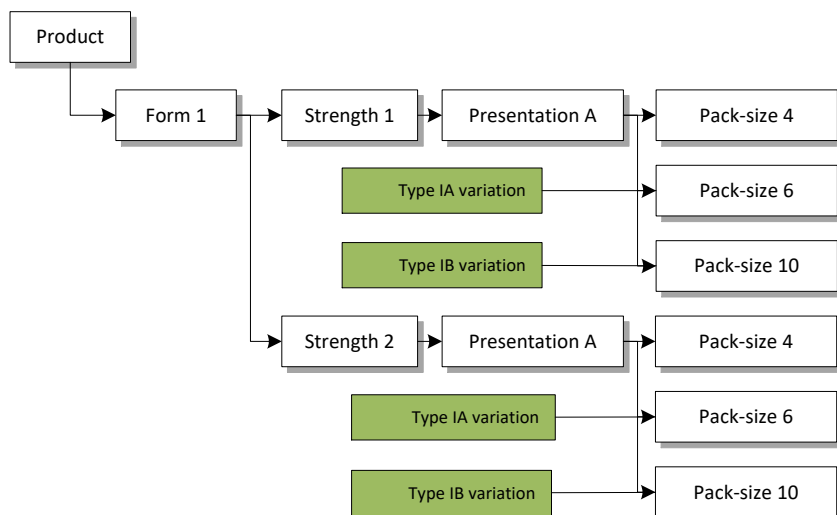 Product
Form 1
Strength 1
Presentation A
Pack-size 4
Type IA variation
Pack-size 6
Type IB variation
Pack-size 10
Strength 2
Presentation A
Pack-size 4
Type IA variation
Pack-size 6
Type IB variation
Pack-size 10